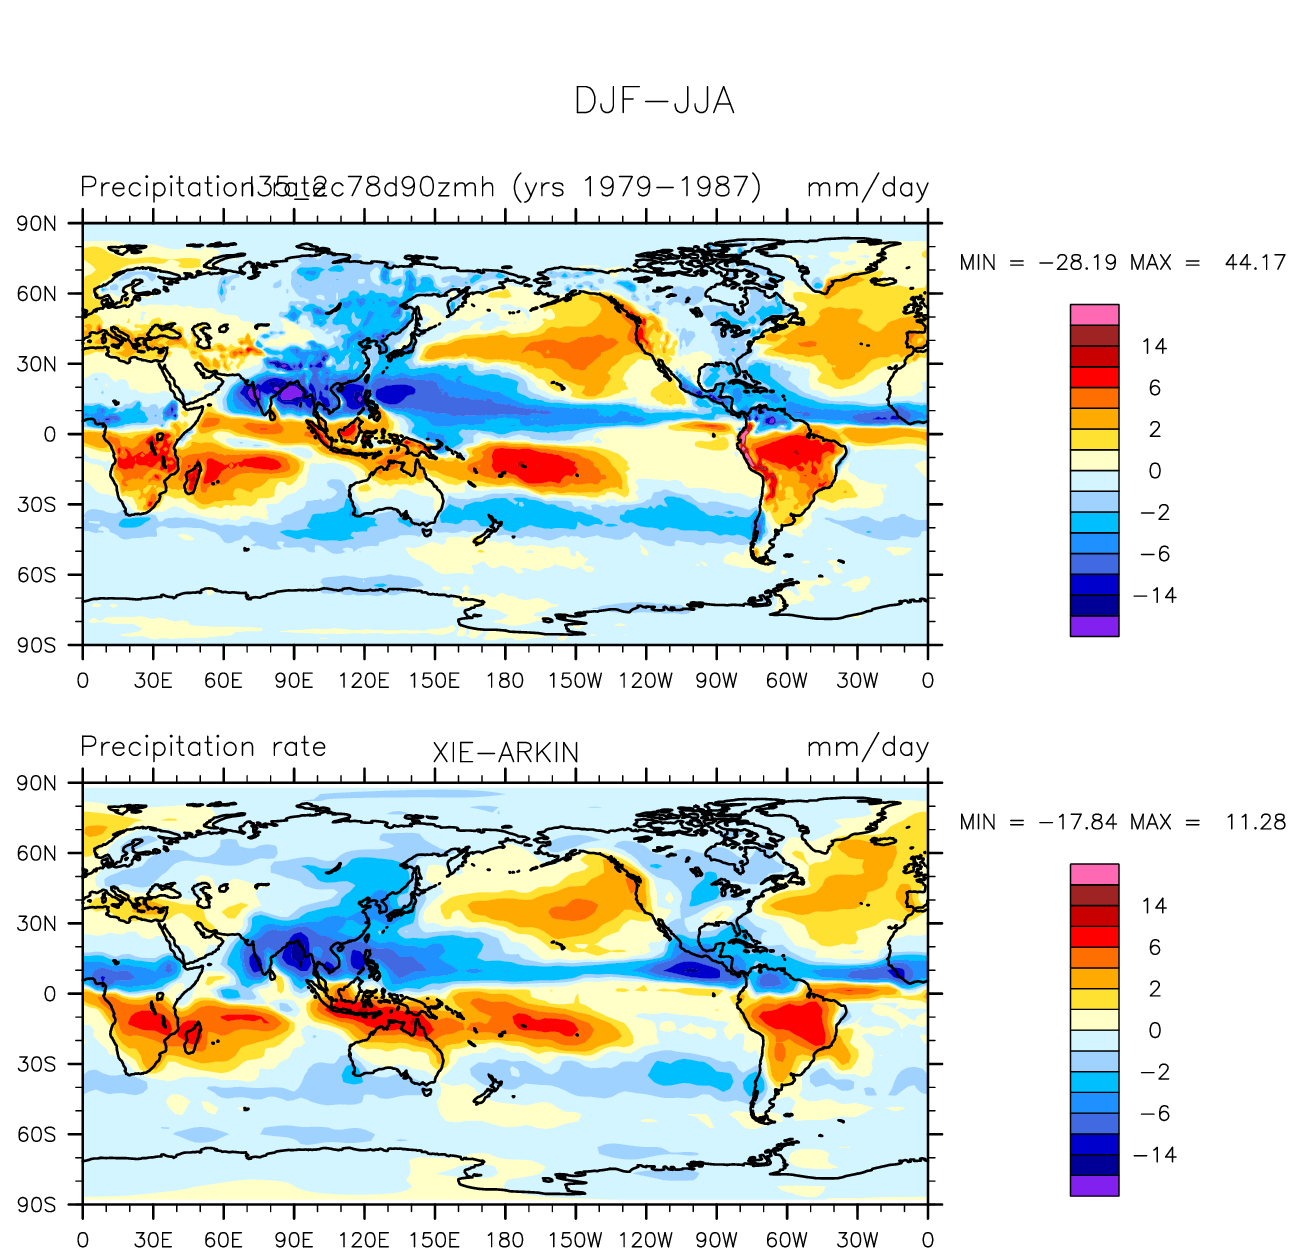 DJF−JJA
Precipitation rate
c78d90zmh (yrs 1979−1987)
mm/day
90N
60N
30N
0
30S
60S
90S
0 30E 60E 90E 120E 150E 180 150W 120W 90W 60W 30W 0
MIN = −28.19 MAX = 44.17
14
6
2
0
−2
−6
−14
Precipitation rate
XIE−ARKIN
mm/day
90N
60N
30N
0
30S
60S
90S
0 30E 60E 90E 120E 150E 180 150W 120W 90W 60W 30W 0
MIN = −17.84 MAX = 11.28
14
6
2
0
−2
−6
−14